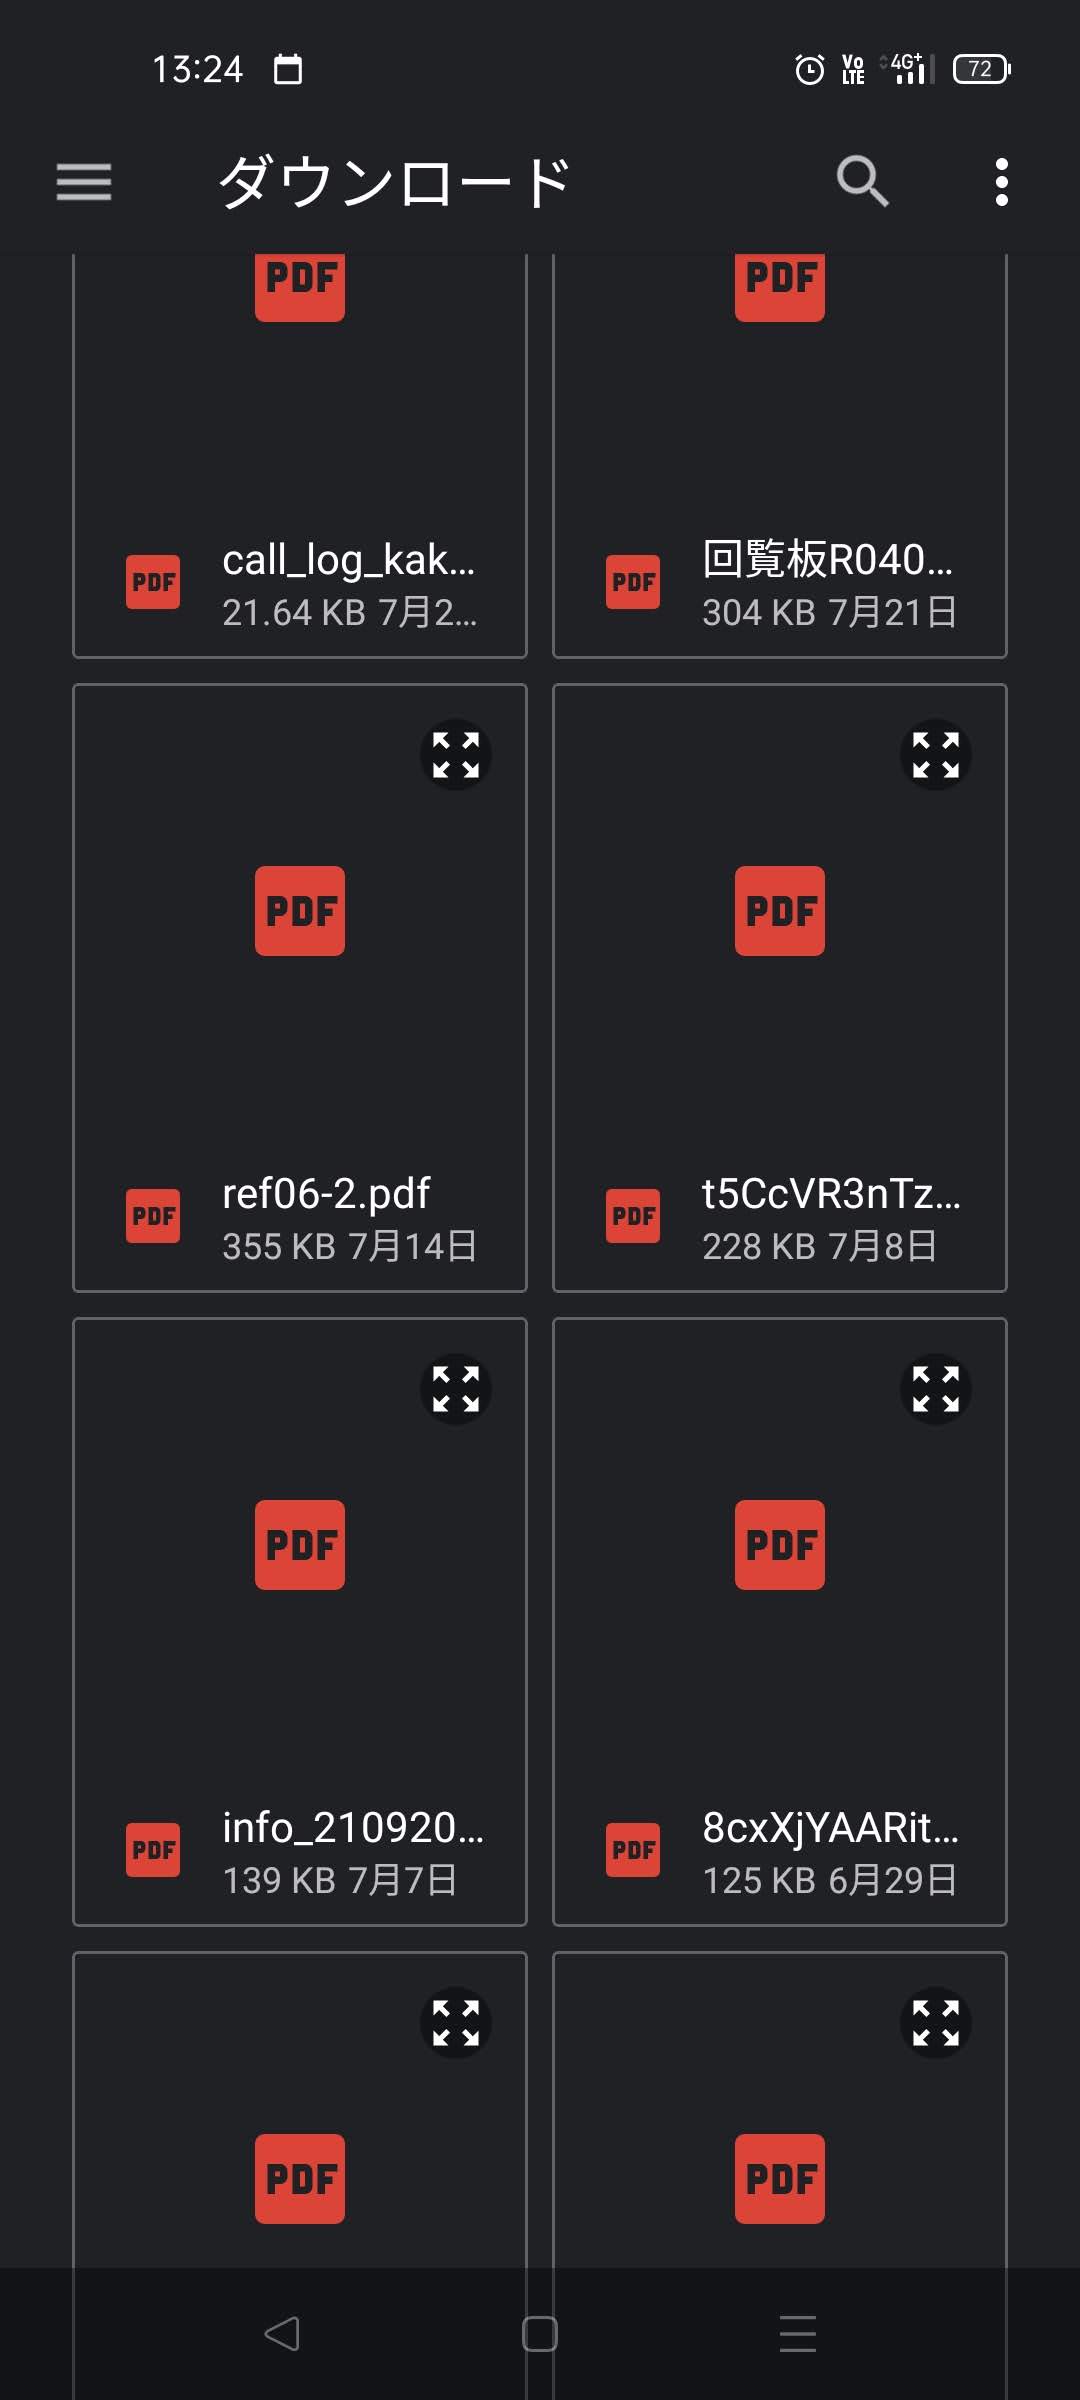 13:24
Vo LTE 4G+ 72
ダウンロード
PDF PDF
PDF call_log_kak...
21.64 KB 7月2...
PDF 回覧板R040...
304 KB 7月21日
PDF PDF
PDF ref06-2.pdf
355 KB 7月14日
PDF t5CcVR3nTz...
228 KB 7月8日
PDF PDF
PDF info_210920...
139 KB 7月7日
PDF 8cxXjYAARit...
125 KB 6月29日
PDF PDF